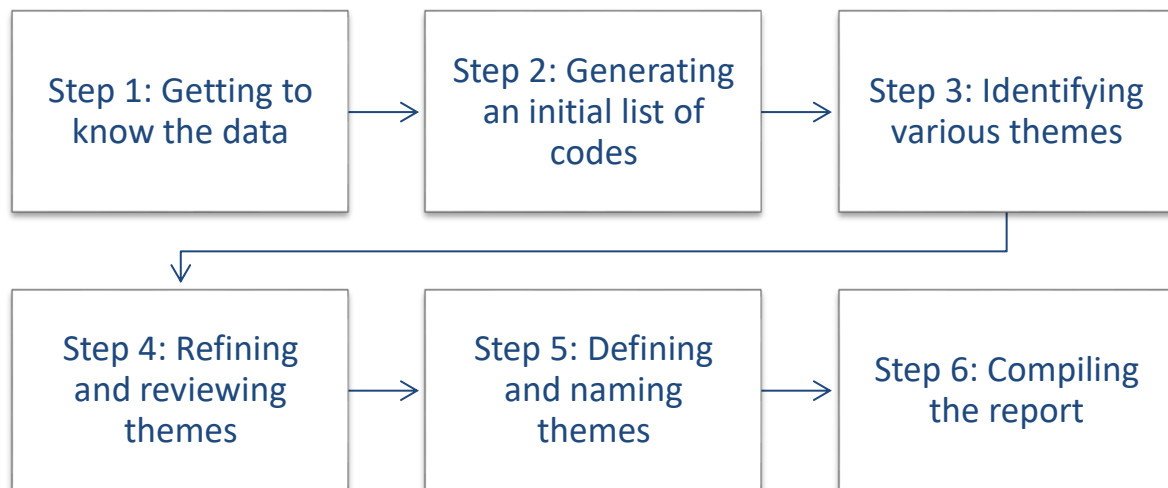 Step 1: Getting to
know the data
Step 2: Generating
an initial list of
codes
Step 3: Identifying
various themes
Step 4: Refining
and reviewing
themes
Step 5: Defining
and naming
themes
Step 6: Compiling
the report